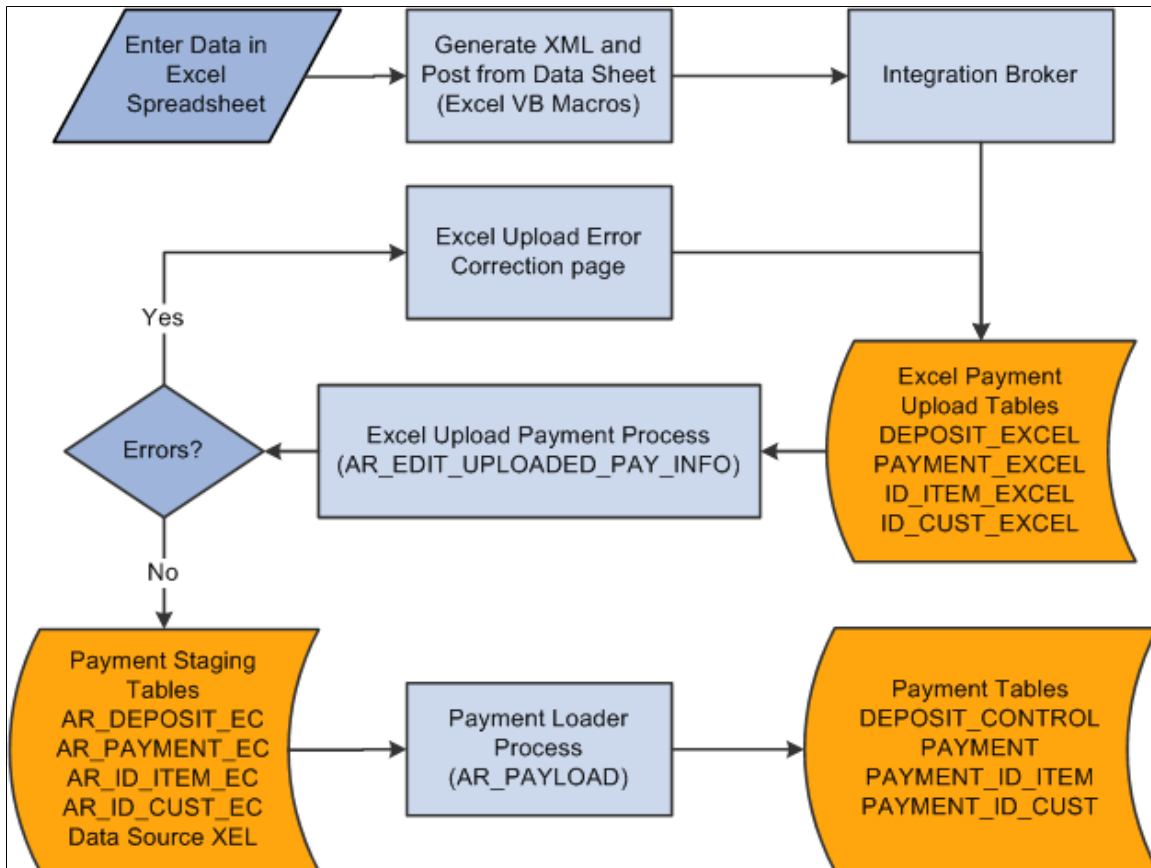 Enter Data in
Excel
Spreadsheet
Generate XML and
Post from Data Sheet
(Excel VB Macros)
Integration Broker
Excel Upload Error
Correction page
Yes
Excel Payment
Upload Tables
DEPOSIT_EXCEL
PAYMENT_EXCEL
ID_ITEM_EXCEL
ID_CUST_EXCEL
Excel Upload Payment Process
(AR_EDIT_UPLOADED_PAY_INFO)
Errors?
No
Payment Staging
Tables
AR_DEPOSIT_EC
AR_PAYMENT_EC
AR_ID_ITEM_EC
AR_ID_CUST_EC
Data Source XEL
Payment Loader
Process
(AR_PAYLOAD)
Payment Tables
DEPOSIT_CONTROL
PAYMENT
PAYMENT_ID_ITEM
PAYMENT_ID_CUST